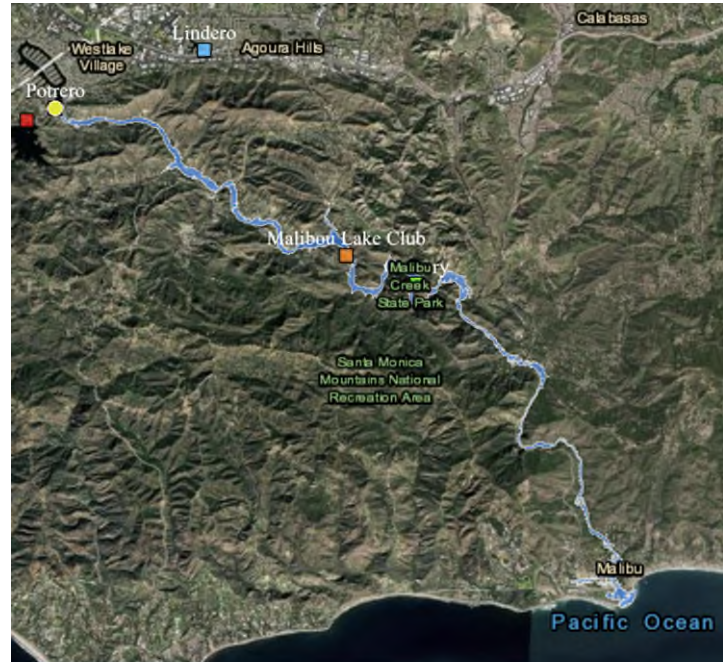 Calabasas
Lindero
Westlake
Village
Agoura Hills
Potrero
Malibou Lake Club
Malibu
Creek
State Park
Santa Monica
Mountains National
Recreation Area
Malibu
Pacific Ocean